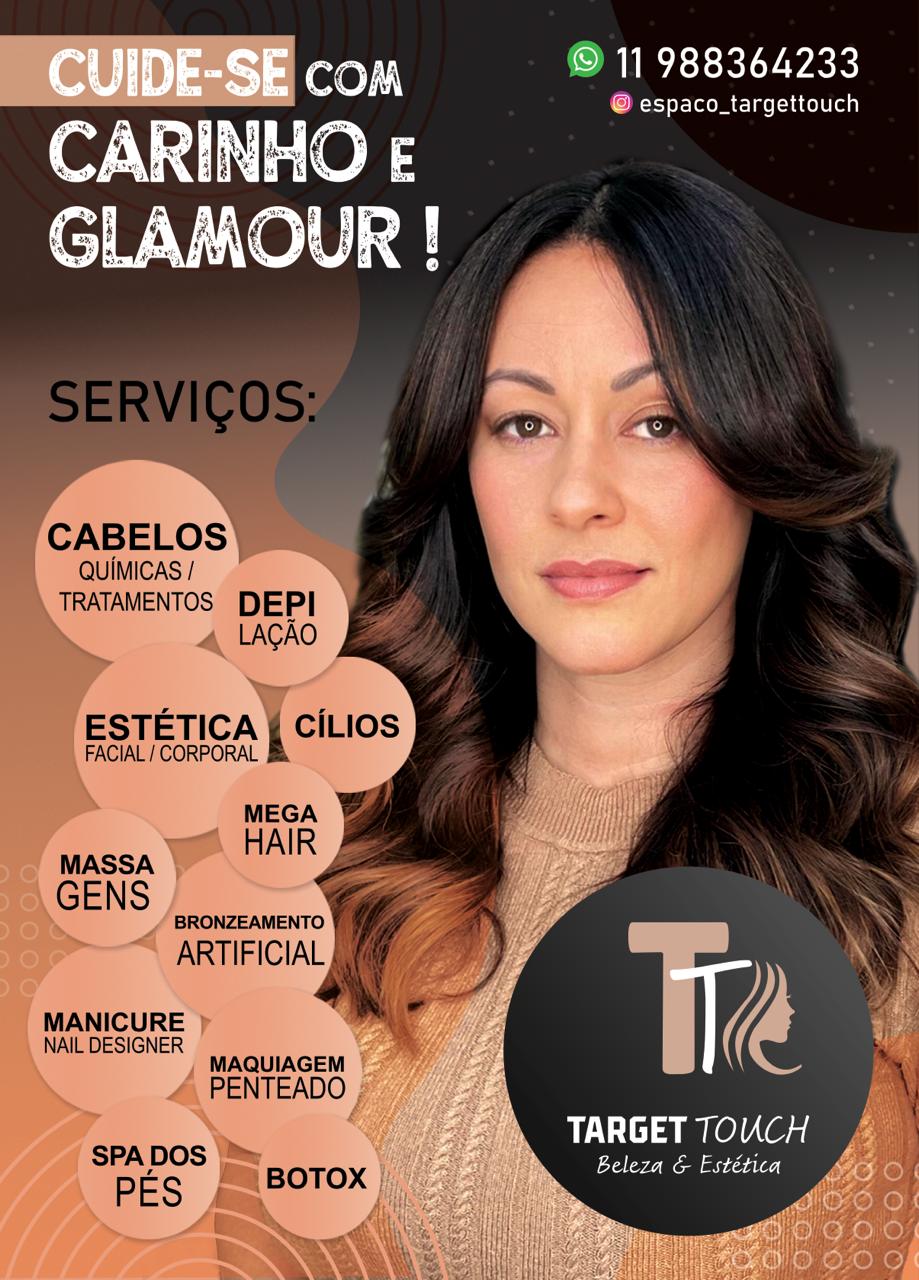 CUIDE-SE COM
CARINHO E
GLAMOUR !
11 988364233
espaco_targettouch
SERVIÇOS:
CABELOS
QUÍMICAS /
TRATAMENTOS
DEPI
LAÇÃO
ESTÉTICA
FACIAL / CORPORAL
CÍLIOS
MEGA
HAIR
MASSA
GENS
BRONZEAMENTO
ARTIFICIAL
MANICURE
NAIL DESIGNER
MAQUIAGEM
PENTEADO
SPA DOS
PÉS
BOTOX
TT
TARGET TOUCH
Beleza & Estética